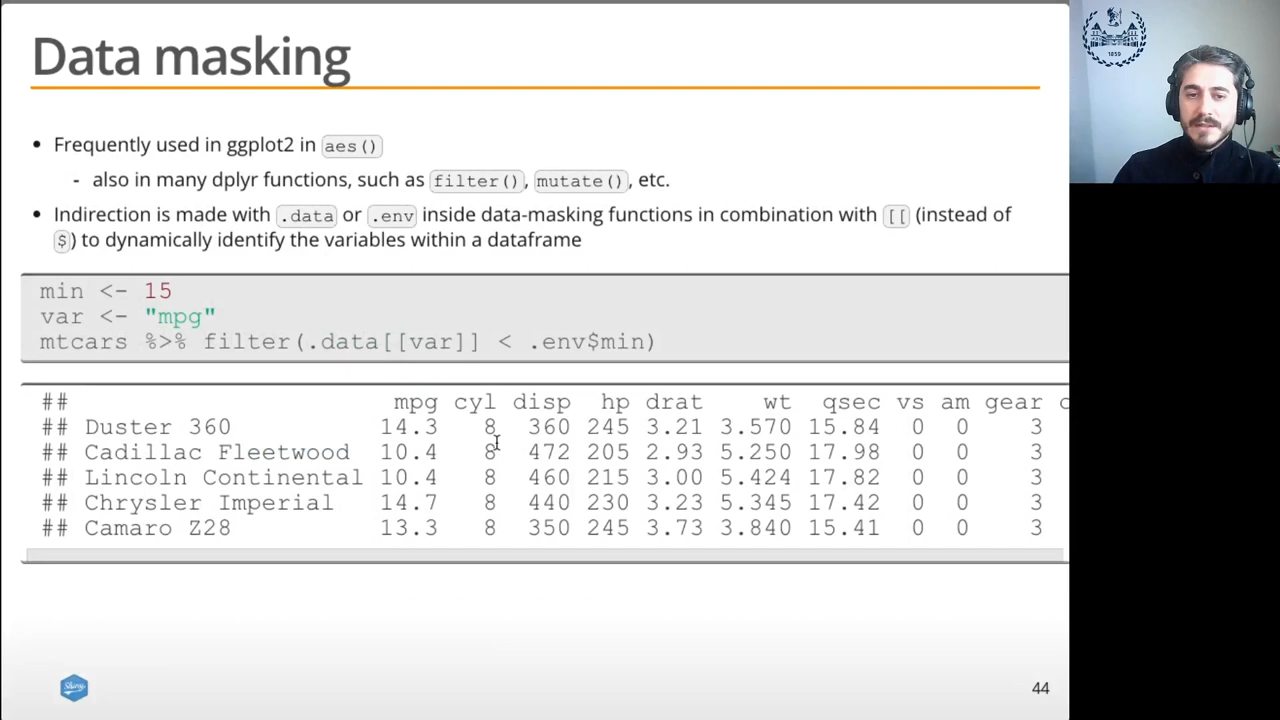 Data masking
• Frequently used in ggplot2 in aes()
- also in many dplyr functions, such as filter(), mutate(), etc.
• Indirection is made with .data or .env inside data-masking functions in combination with [[ (instead of
$) to dynamically identify the variables within a dataframe
min <- 15
var <- "mpg"
mtcars %>% filter(.data[[var]] < .env$min)
## mpg cyl disp hp drat wt qsec vs am gear c
## Duster 360 14.3 8 360 245 3.21 3.570 15.84 0 0 3
## Cadillac Fleetwood 10.4 8 472 205 2.93 5.250 17.98 0 0 3
## Lincoln Continental 10.4 8 460 215 3.00 5.424 17.82 0 0 3
## Chrysler Imperial 14.7 8 440 230 3.23 5.345 17.42 0 0 3
## Camaro Z28 13.3 8 350 245 3.73 3.840 15.41 0 0 3
Shiny
44
1859